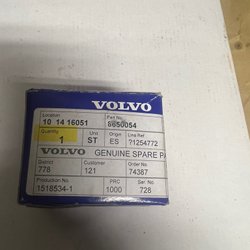 VOLVO
Location Part No.
10 14 16051 8650054
Quantity Unit Origin Line Ref.
1 ST ES ?1254772
VOLVO GENUINE SPARE PA
District Customer Order No.
778 121 74387
Production No. PRC Ser No.
1518534-1 1000 728